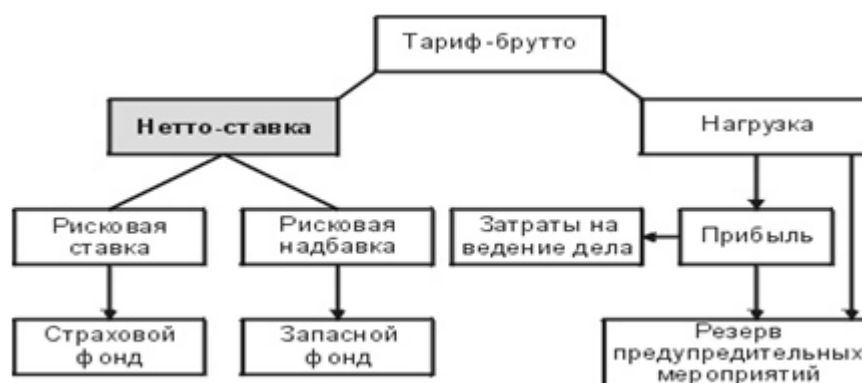 Тариф-брутто
Нетто-ставка
Нагрузка
Рисковая
ставка
Рисковая
надбавка
Затраты на
ведение дела
Прибыль
Страховой
фонд
Запасной
фонд
Резерв
предупредительных
мероприятий